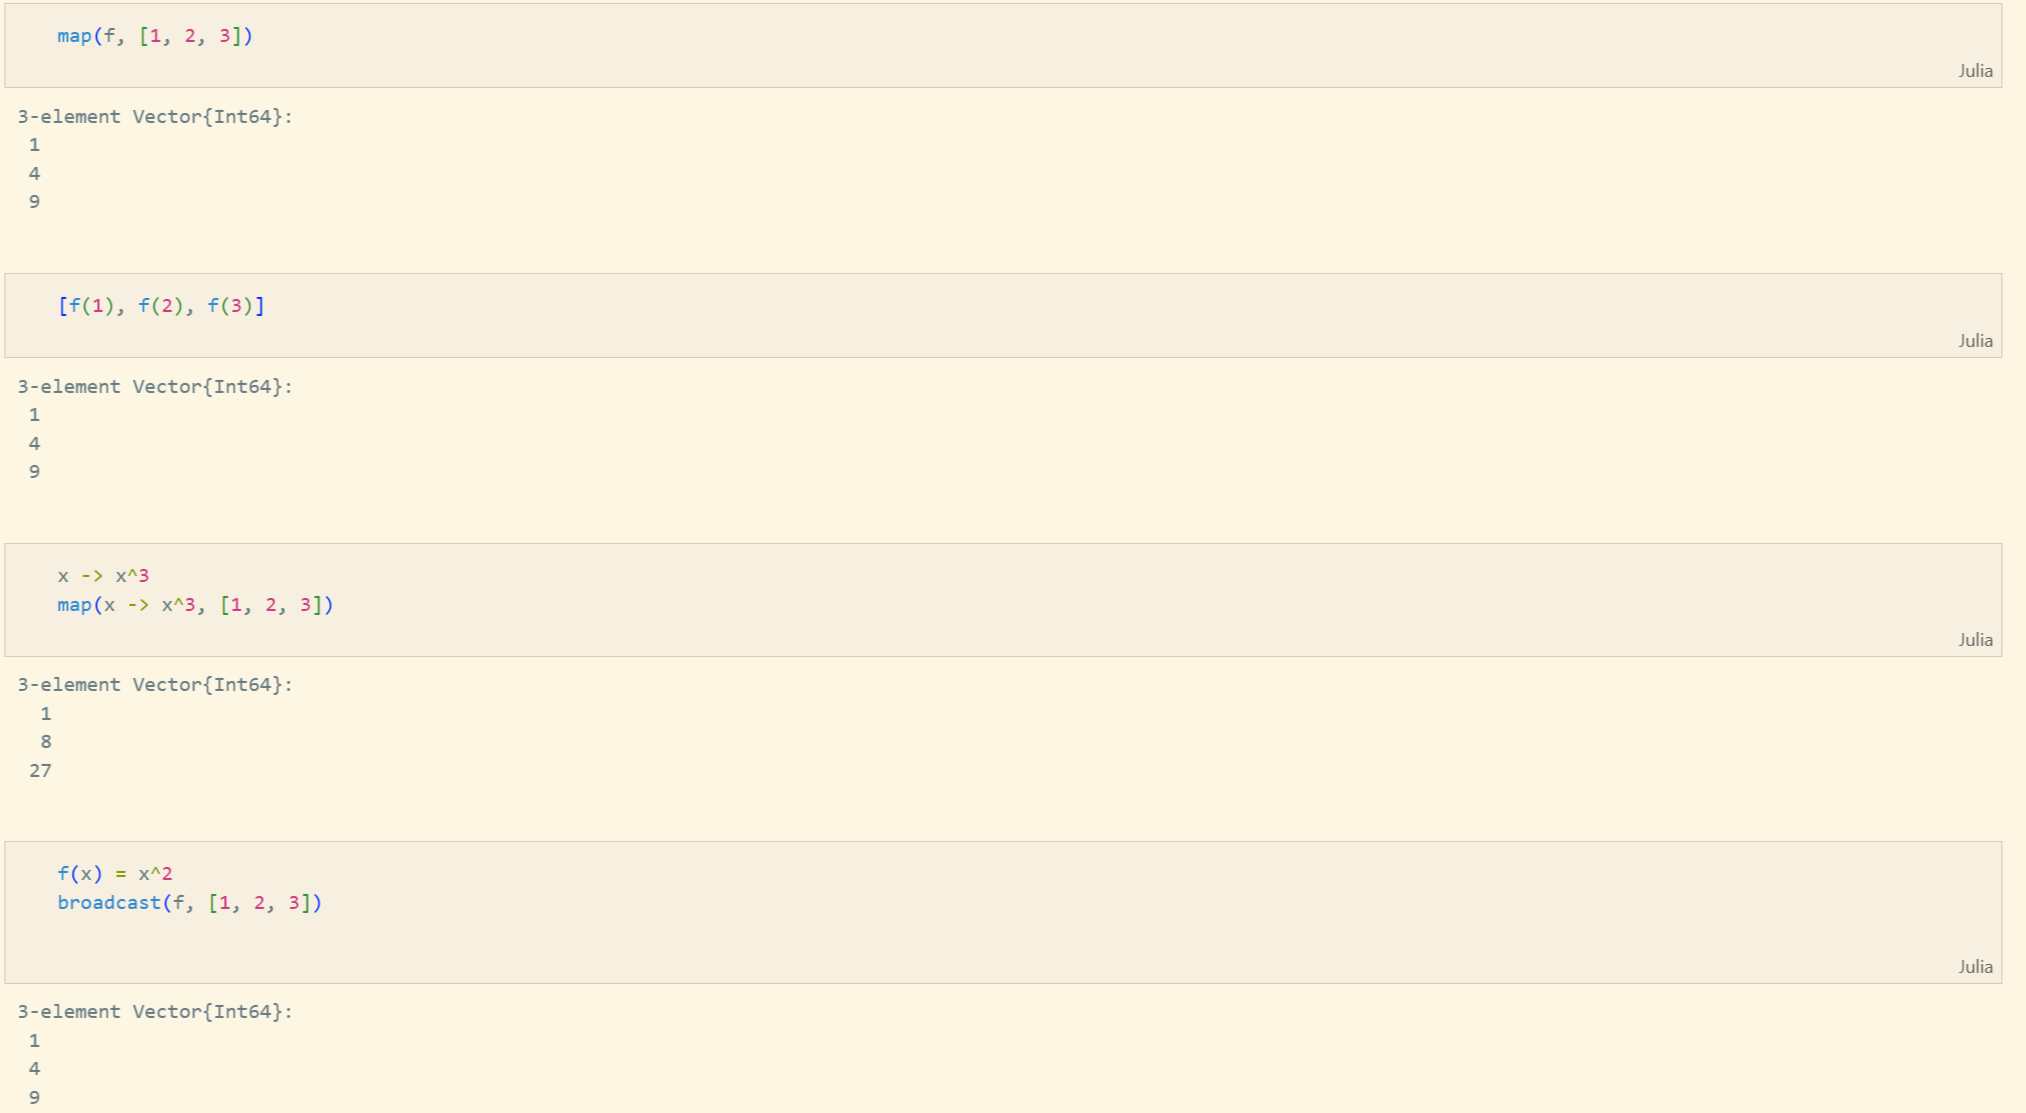 map(f, [1, 2, 3])
Julia
3-element Vector{Int64}:
1
4
9
[f(1), f(2), f(3)]
Julia
3-element Vector{Int64}:
1
4
9
x -> x^3
map(x -> x^3, [1, 2, 3])
Julia
3-element Vector{Int64}:
1
8
27
f(x) = x^2
broadcast(f, [1, 2, 3])
Julia
3-element Vector{Int64}:
1
4
9